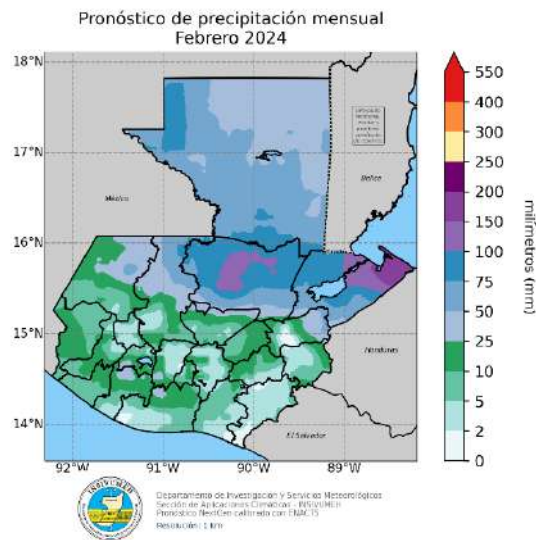 Pronóstico de precipitación mensual
Febrero 2024
18°N
17°N
16°N
15°N
14°N
92°W
91°W
90°W
89°W
México
Belice
Honduras
El Salvador
550
400
300
250
200
150
100
75
50
25
10
5
2
0
milímetros (mm)
INSIVUMEH
Departamento de Investigación y Servicios Meteorológicos
Sección de Aplicaciones Climáticas - INSIVUMEH
Pronóstico NextGen calibrado con ENACTS
Resolución: 1 km